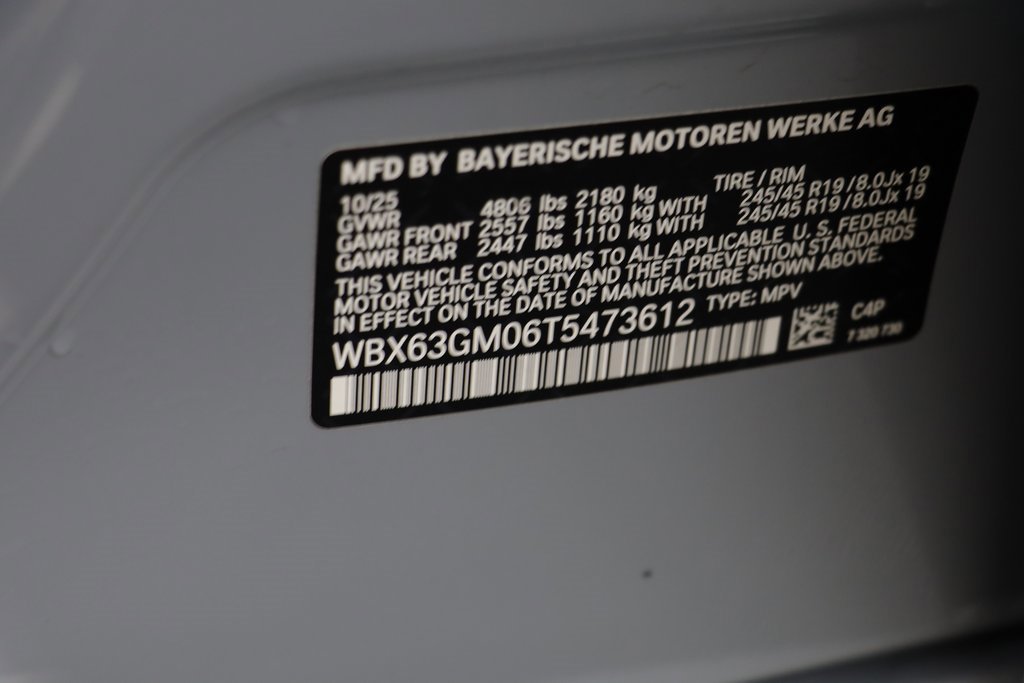 MFD BY BAYERISCHE MOTOREN WERKE AG
10/25 TIRE / RIM
GVWR 4806 lbs 2180 kg
GAWR FRONT 2557 lbs 1160 kg WITH 245/45 R19 / 8.0Jx 19
GAWR REAR 2447 lbs 1110 kg WITH 245/45 R19 / 8.0Jx 19
THIS VEHICLE CONFORMS TO ALL APPLICABLE U. S. FEDERAL
MOTOR VEHICLE SAFETY AND THEFT PREVENTION STANDARDS
IN EFFECT ON THE DATE OF MANUFACTURE SHOWN ABOVE.
WBX63GM06T5473612 TYPE: MPV
C4P
7 320 730